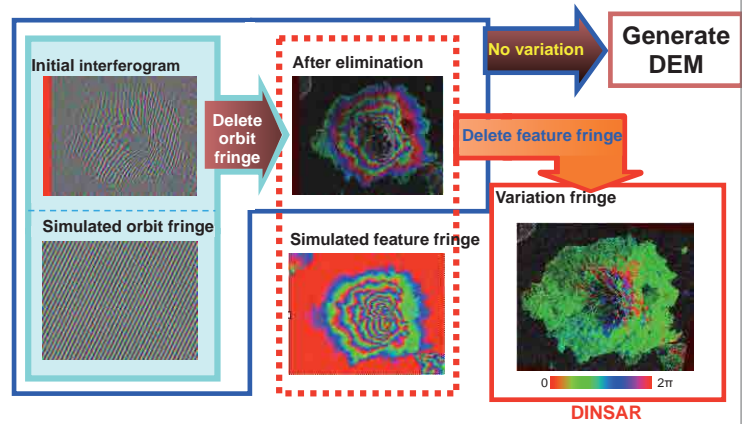 Initial interferogram
After elimination
No variation
Generate
DEM
Delete
orbit
fringe
Delete feature fringe
Variation fringe
Simulated orbit fringe
Simulated feature fringe
0
2π
DINSAR